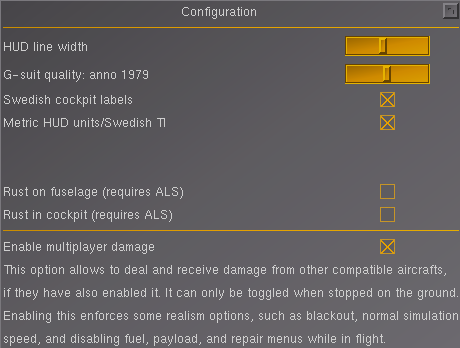 Configuration
HUD line width
G-suit quality: anno 1979
Swedish cockpit labels
Metric HUD units/Swedish TI
Rust on fuselage (requires ALS)
Rust in cockpit (requires ALS)
Enable multiplayer damage
This option allows to deal and receive damage from other compatible aircrafts,
if they have also enabled it. It can only be toggled when stopped on the ground.
Enabling this enforces some realism options, such as blackout, normal simulation
speed, and disabling fuel, payload, and repair menus while in flight.